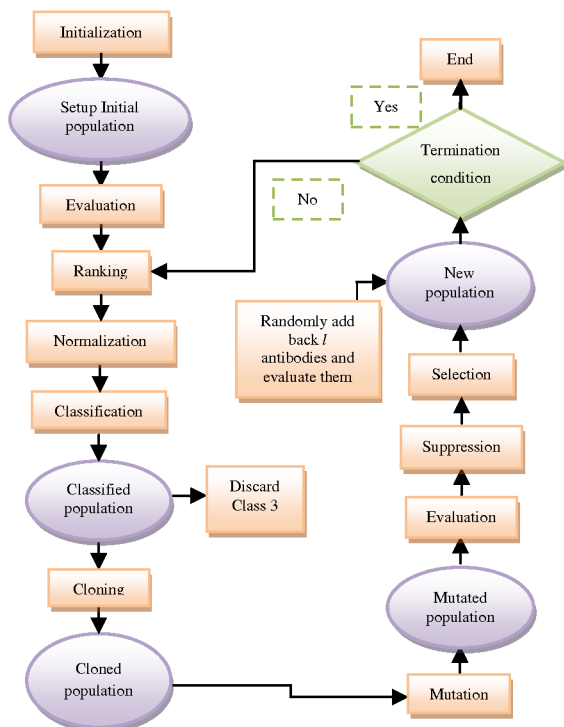 Initialization
Setup Initial
population
Evaluation
Ranking
Normalization
Classification
Classified
population
Discard
Class 3
Cloning
Cloned
population
Mutation
Mutated
population
Evaluation
Suppression
Selection
Randomly add
back l
antibodies and
evaluate them
New
population
Termination
condition
No
Yes
End